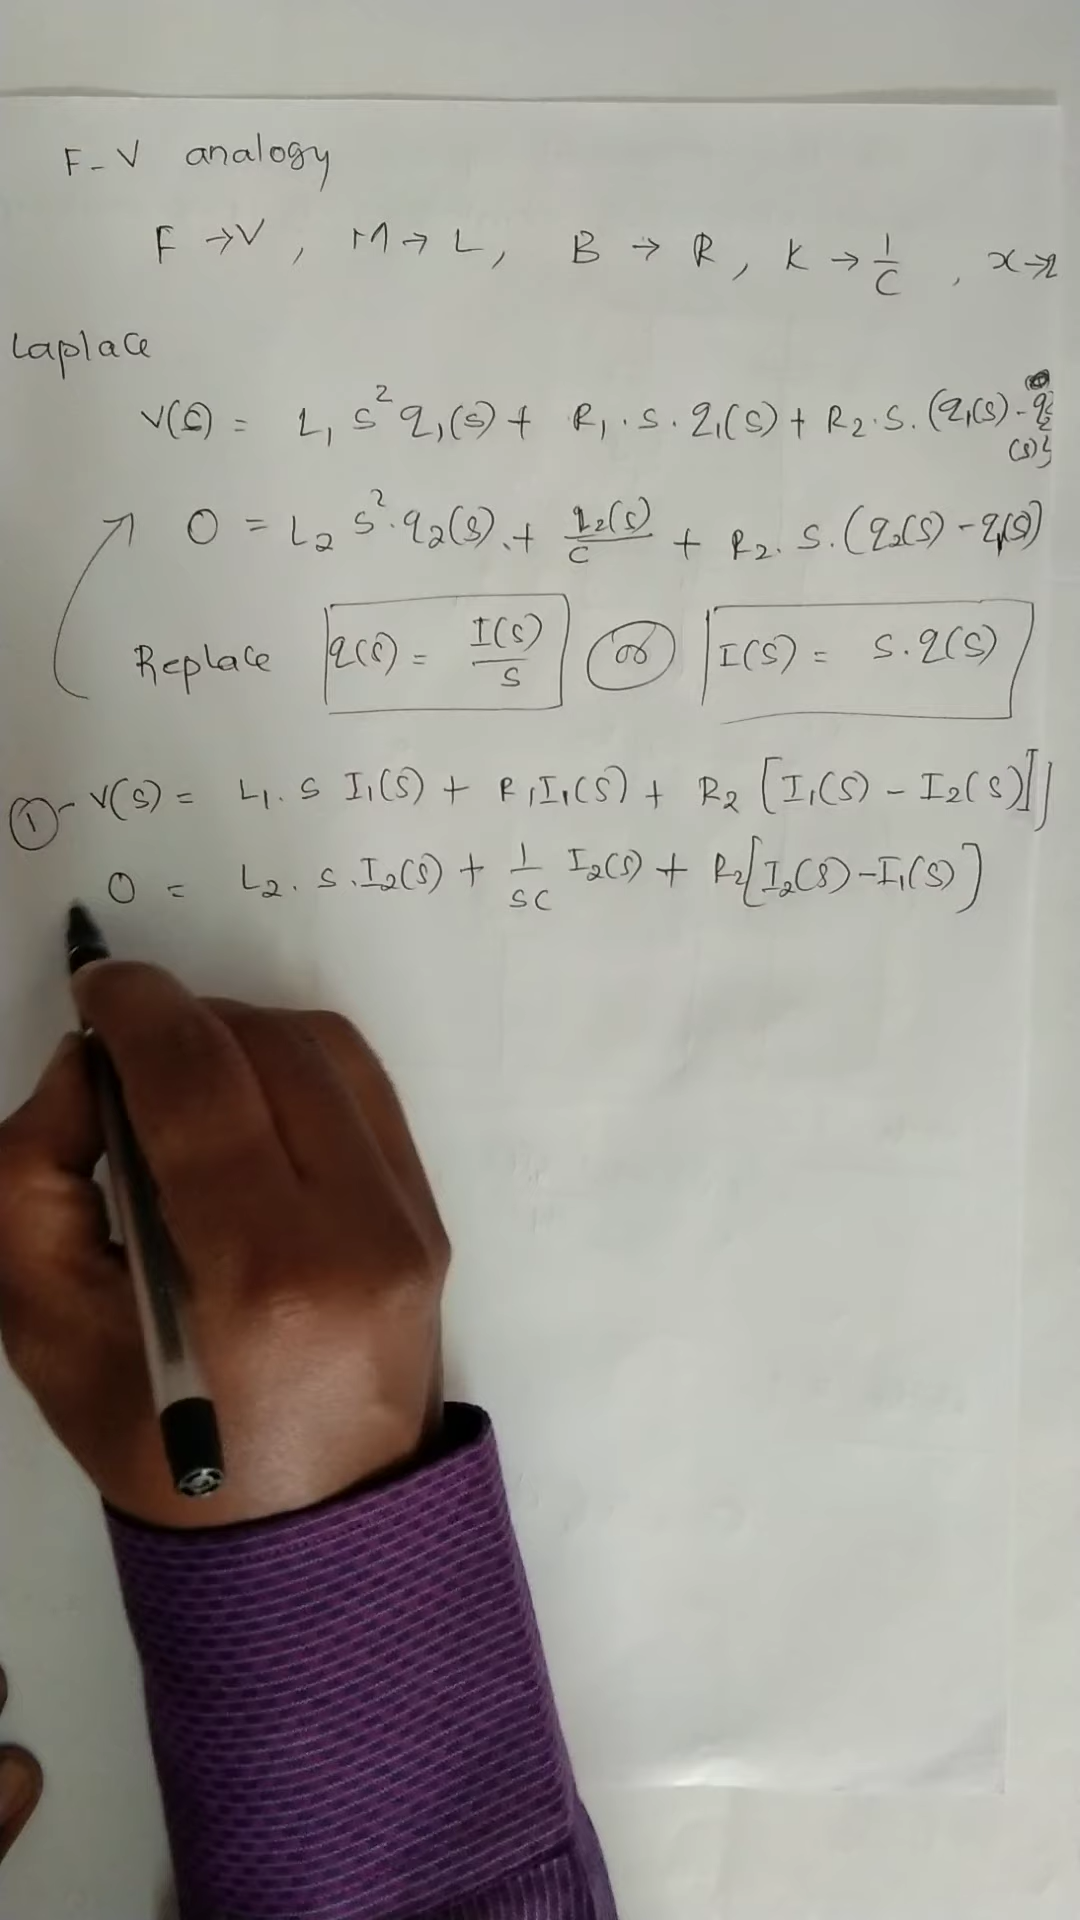 F-V analogy
F → V, M → L, B → R, K → 1/C, x → q
Laplace
V(s) = L₁ s² q₁(s) + R₁ . s . q₁(s) + R₂ . s . (q₁(s) - q₂(s)}
0 = L₂ s² . q₂(s) . + q₂(s)/C + R₂ . s . (q₂(s) - q₁(s))
Replace q(s) = I(s)/s or I(s) = s . q(s)
① - V(s) = L₁ . s I₁(s) + R₁ I₁(s) + R₂ [I₁(s) - I₂(s)]
0 = L₂ . s . I₂(s) + 1/sC I₂(s) + R₂ [I₂(s) - I₁(s)]